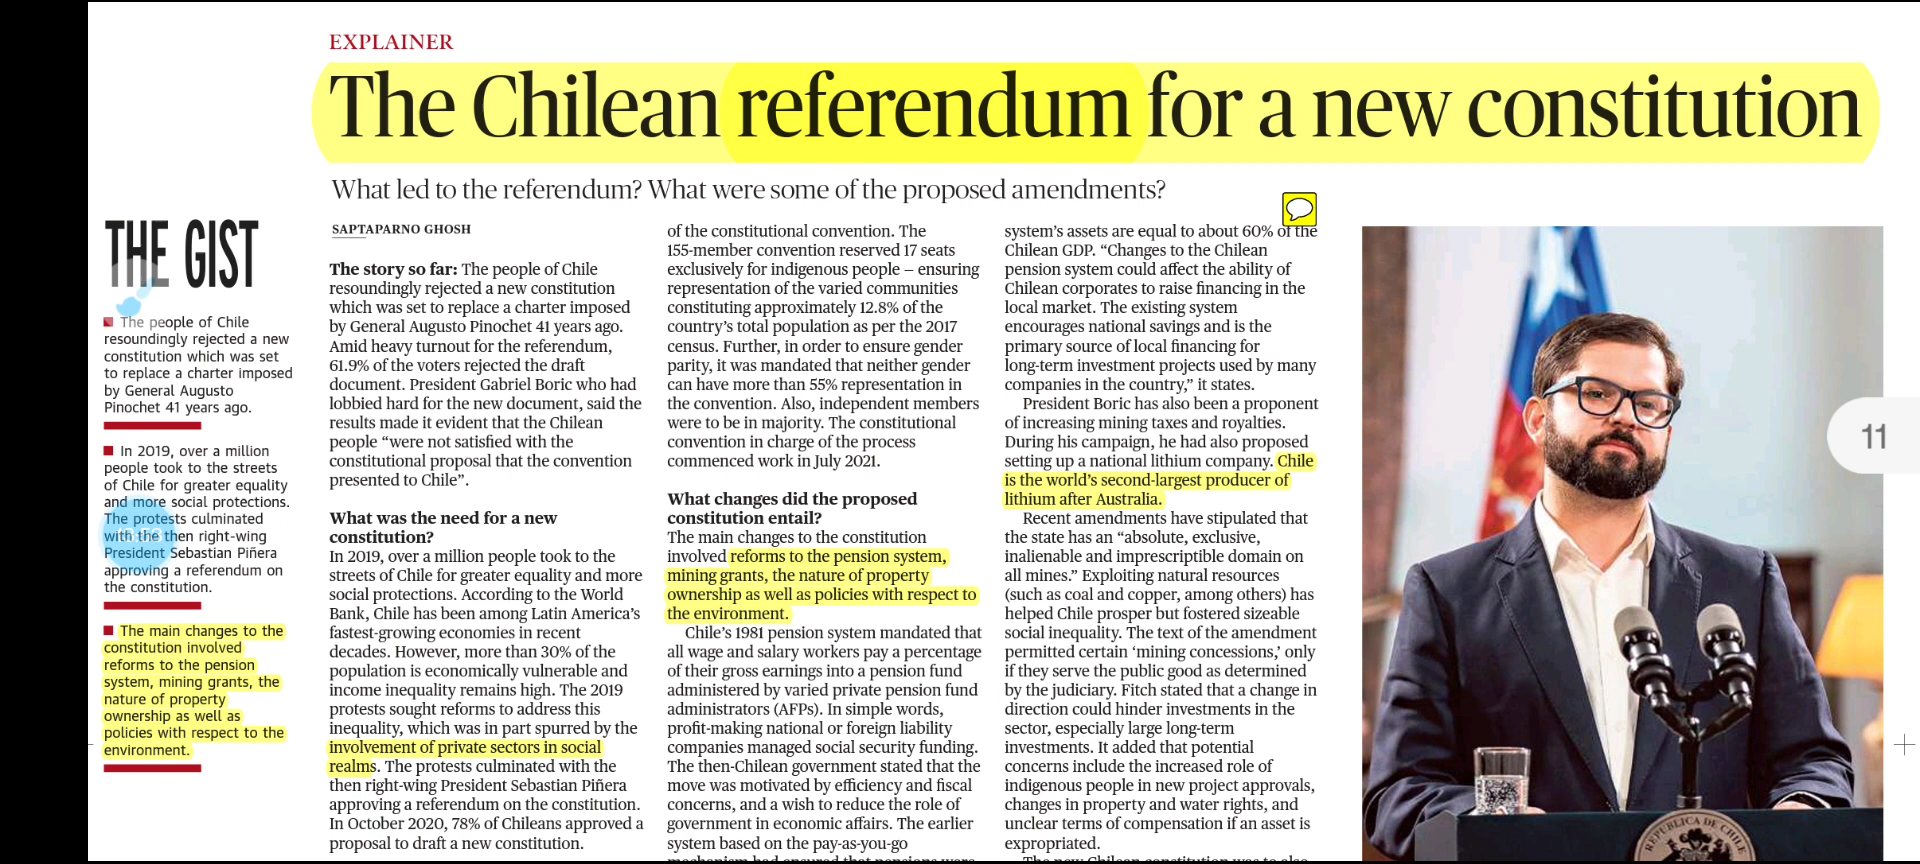 EXPLAINER
The Chilean referendum for a new constitution
What led to the referendum? What were some of the proposed amendments?
THE GIST
The people of Chile
resoundingly rejected a new
constitution which was set
to replace a charter imposed
by General Augusto
Pinochet 41 years ago.
In 2019, over a million
people took to the streets
of Chile for greater equality
and more social protections.
The protests culminated
with the then right-wing
President Sebastian Piñera
approving a referendum on
the constitution.
The main changes to the
constitution involved
reforms to the pension
system, mining grants, the
nature of property
ownership as well as
policies with respect to the
environment.
SAPTAPARNO GHOSH
The story so far: The people of Chile
resoundingly rejected a new constitution
which was set to replace a charter imposed
by General Augusto Pinochet 41 years ago.
Amid heavy turnout for the referendum,
61.9% of the voters rejected the draft
document. President Gabriel Boric who had
lobbied hard for the new document, said the
results made it evident that the Chilean
people “were not satisfied with the
constitutional proposal that the convention
presented to Chile”.
What was the need for a new
constitution?
In 2019, over a million people took to the
streets of Chile for greater equality and more
social protections. According to the World
Bank, Chile has been among Latin America’s
fastest-growing economies in recent
decades. However, more than 30% of the
population is economically vulnerable and
income inequality remains high. The 2019
protests sought reforms to address this
inequality, which was in part spurred by the
involvement of private sectors in social
realms. The protests culminated with the
then right-wing President Sebastian Piñera
approving a referendum on the constitution.
In October 2020, 78% of Chileans approved a
proposal to draft a new constitution.
of the constitutional convention. The
155-member convention reserved 17 seats
exclusively for indigenous people – ensuring
representation of the varied communities
constituting approximately 12.8% of the
country’s total population as per the 2017
census. Further, in order to ensure gender
parity, it was mandated that neither gender
can have more than 55% representation in
the convention. Also, independent members
were to be in majority. The constitutional
convention in charge of the process
commenced work in July 2021.
What changes did the proposed
constitution entail?
The main changes to the constitution
involved reforms to the pension system,
mining grants, the nature of property
ownership as well as policies with respect to
the environment.
Chile’s 1981 pension system mandated that
all wage and salary workers pay a percentage
of their gross earnings into a pension fund
administered by varied private pension fund
administrators (AFPs). In simple words,
profit-making national or foreign liability
companies managed social security funding.
The then-Chilean government stated that the
move was motivated by efficiency and fiscal
concerns, and a wish to reduce the role of
government in economic affairs. The earlier
system based on the pay-as-you-go
mechanism had ensured that pensions were
system’s assets are equal to about 60% of the
Chilean GDP. “Changes to the Chilean
pension system could affect the ability of
Chilean corporates to raise financing in the
local market. The existing system
encourages national savings and is the
primary source of local financing for
long-term investment projects used by many
companies in the country,” it states.
President Boric has also been a proponent
of increasing mining taxes and royalties.
During his campaign, he had also proposed
setting up a national lithium company. Chile
is the world’s second-largest producer of
lithium after Australia.
Recent amendments have stipulated that
the state has an “absolute, exclusive,
inalienable and imprescriptible domain on
all mines.” Exploiting natural resources
(such as coal and copper, among others) has
helped Chile prosper but fostered sizeable
social inequality. The text of the amendment
permitted certain ‘mining concessions,’ only
if they serve the public good as determined
by the judiciary. Fitch stated that a change in
direction could hinder investments in the
sector, especially large long-term
investments. It added that potential
concerns include the increased role of
indigenous people in new project approvals,
changes in property and water rights, and
unclear terms of compensation if an asset is
expropriated.
The new Chilean constitution was to also
11
REPUBLICA DE CHILE